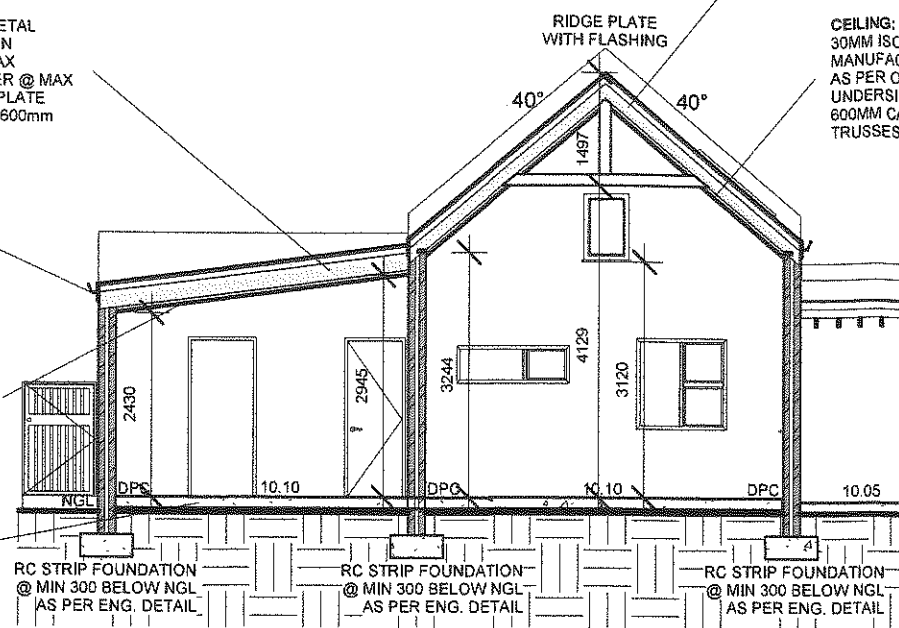 ETAL
N
AX
ER @ MAX
PLATE
600mm
RIDGE PLATE
WITH FLASHING
CEILING:
30MM ISO
MANUFAC
AS PER
UNDERSI
600MM CA
TRUSSES
40°
40°
1497
2430
2945
3244
4129
3120
NGL
DPC
10.10
DPC
10.10
DPC
10.05
RC STRIP FOUNDATION
@ MIN 300 BELOW NGL
AS PER ENG. DETAIL
RC STRIP FOUNDATION
@ MIN 300 BELOW NGL
AS PER ENG. DETAIL
RC STRIP FOUNDATION
@ MIN 300 BELOW NGL
AS PER ENG. DETAIL